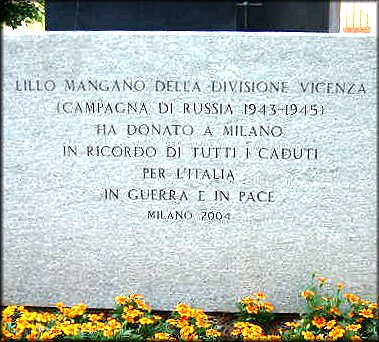 LILLO MANGANO DELLA DIVISIONE VICENZA
(CAMPAGNA DI RUSSIA 1943-1945)
HA DONATO A MILANO
IN RICORDO DI TUTTI I CADUTI
PER L'ITALIA
IN GUERRA E IN PACE
MILANO 2004